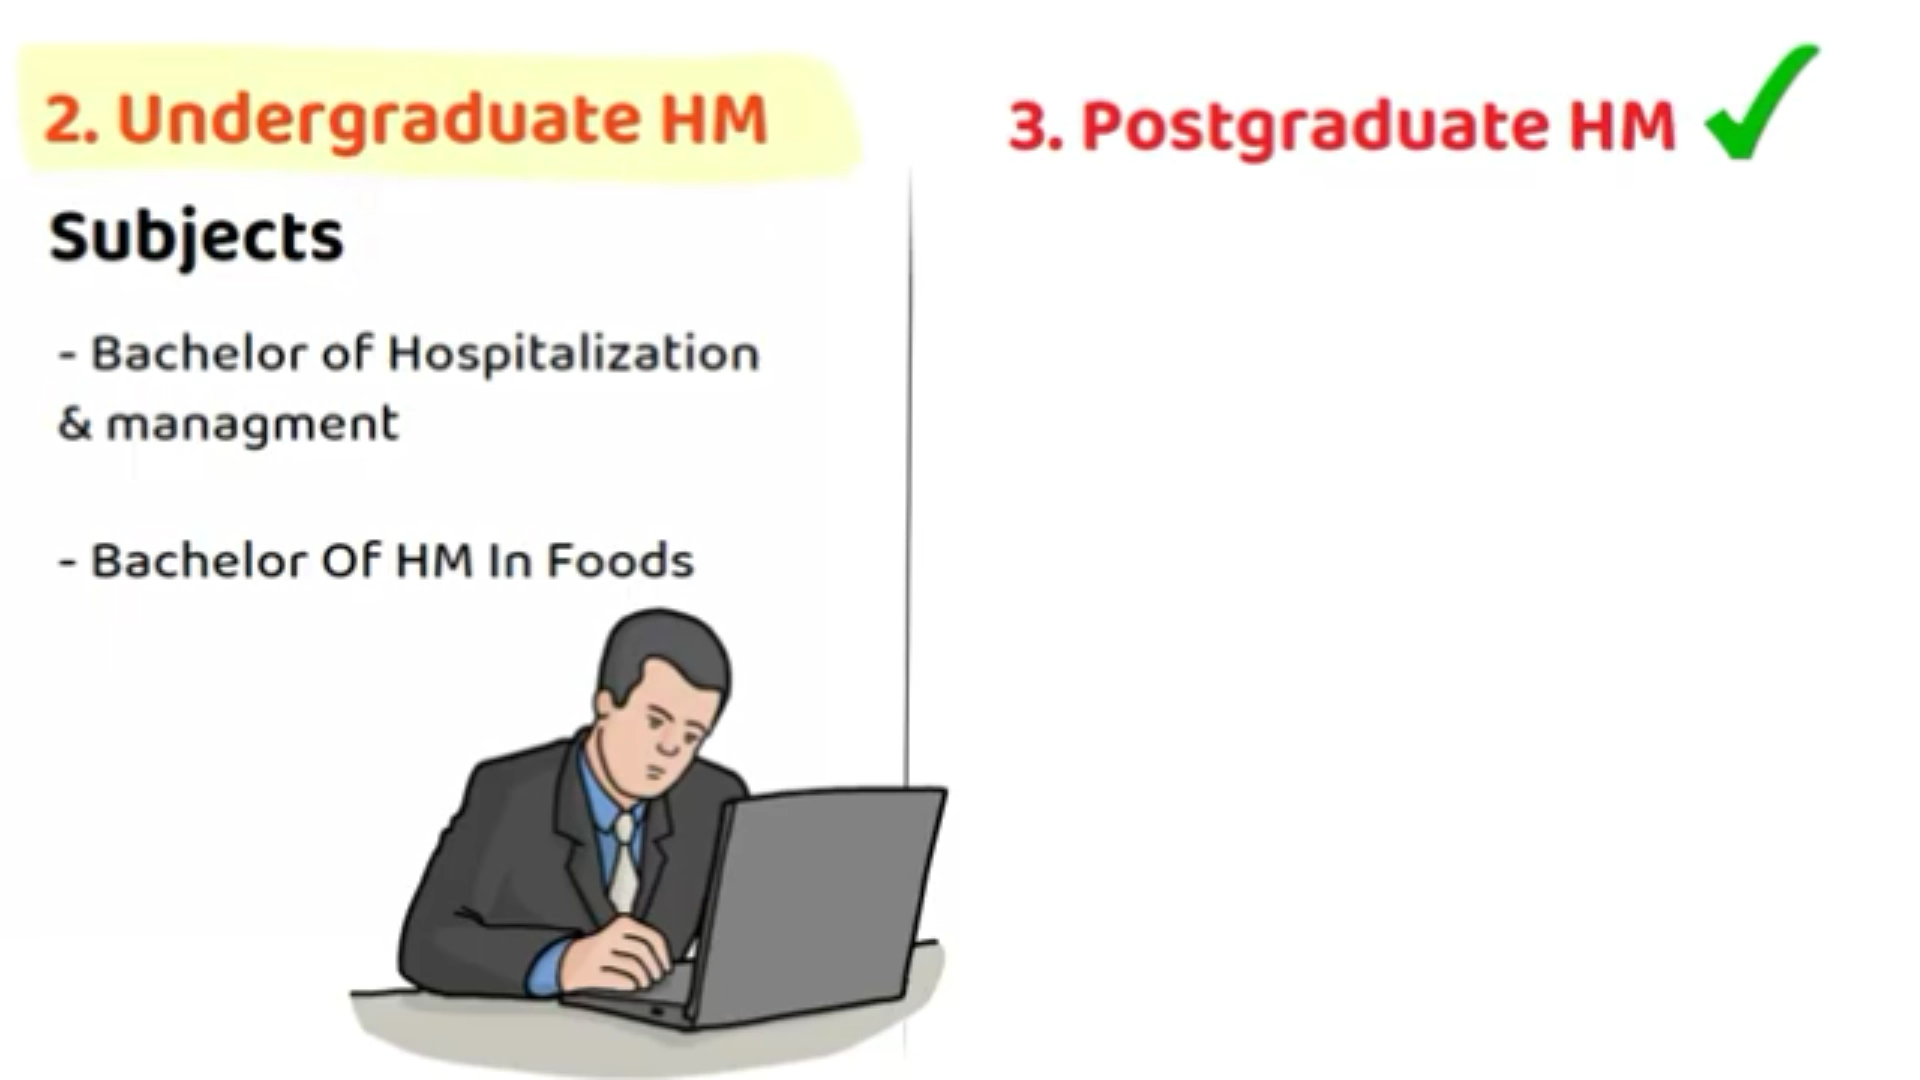 2. Undergraduate HM
Subjects
- Bachelor of Hospitalization
& managment
- Bachelor Of HM In Foods
3. Postgraduate HM